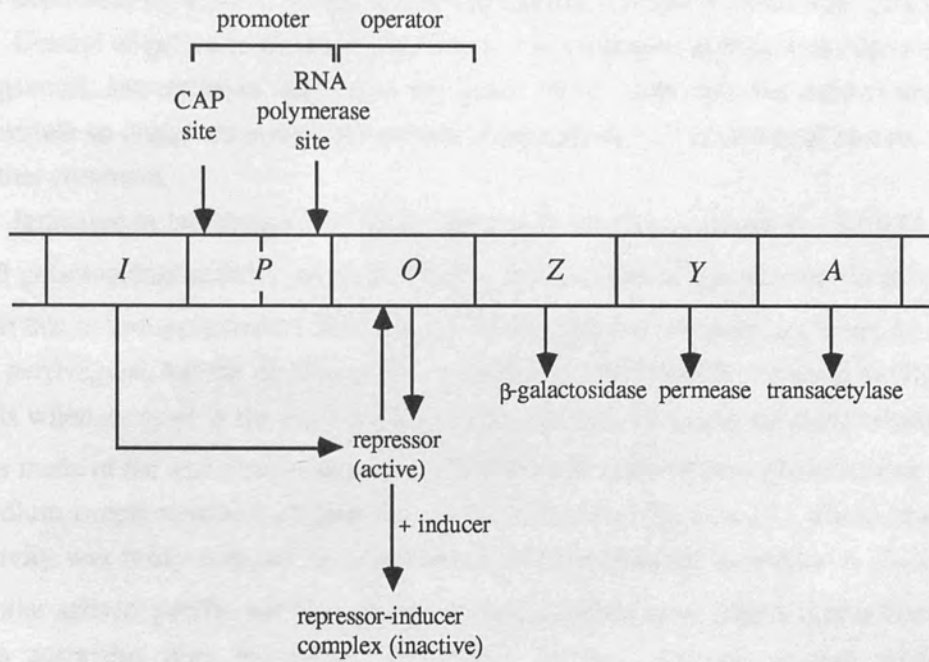 promoter operator
CAP
site
RNA
polymerase
site
I P O Z Y A
β-galactosidase permease transacetylase
repressor
(active)
+ inducer
repressor-inducer
complex (inactive)